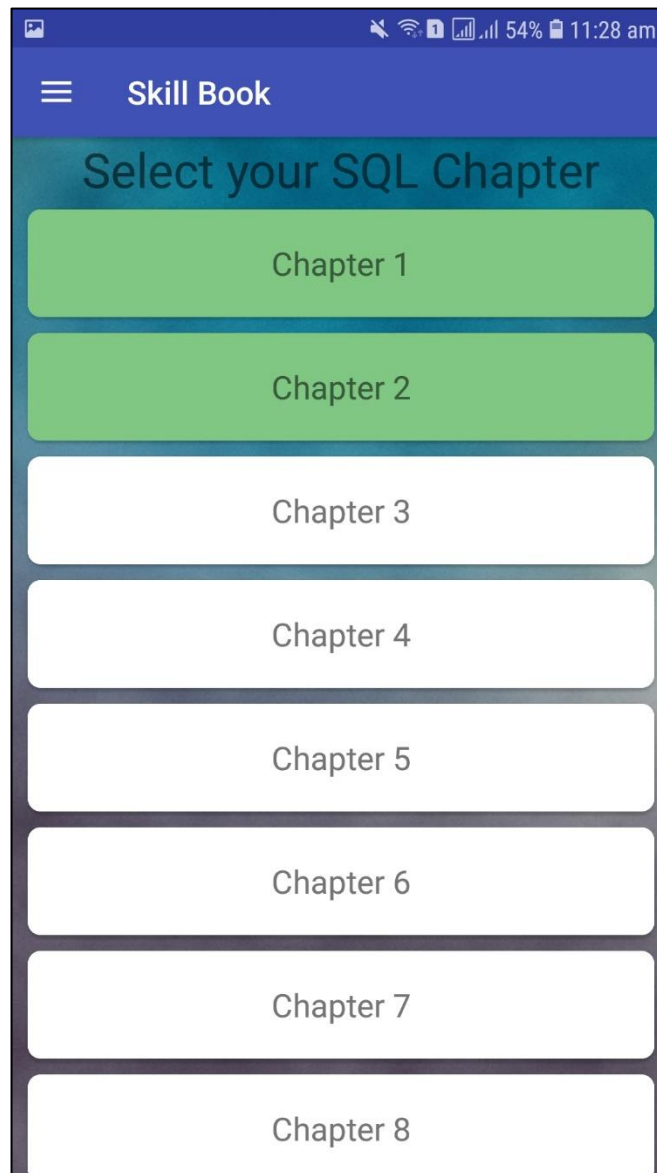 1 54% 11:28 am
Skill Book
Select your SQL Chapter
Chapter 1
Chapter 2
Chapter 3
Chapter 4
Chapter 5
Chapter 6
Chapter 7
Chapter 8